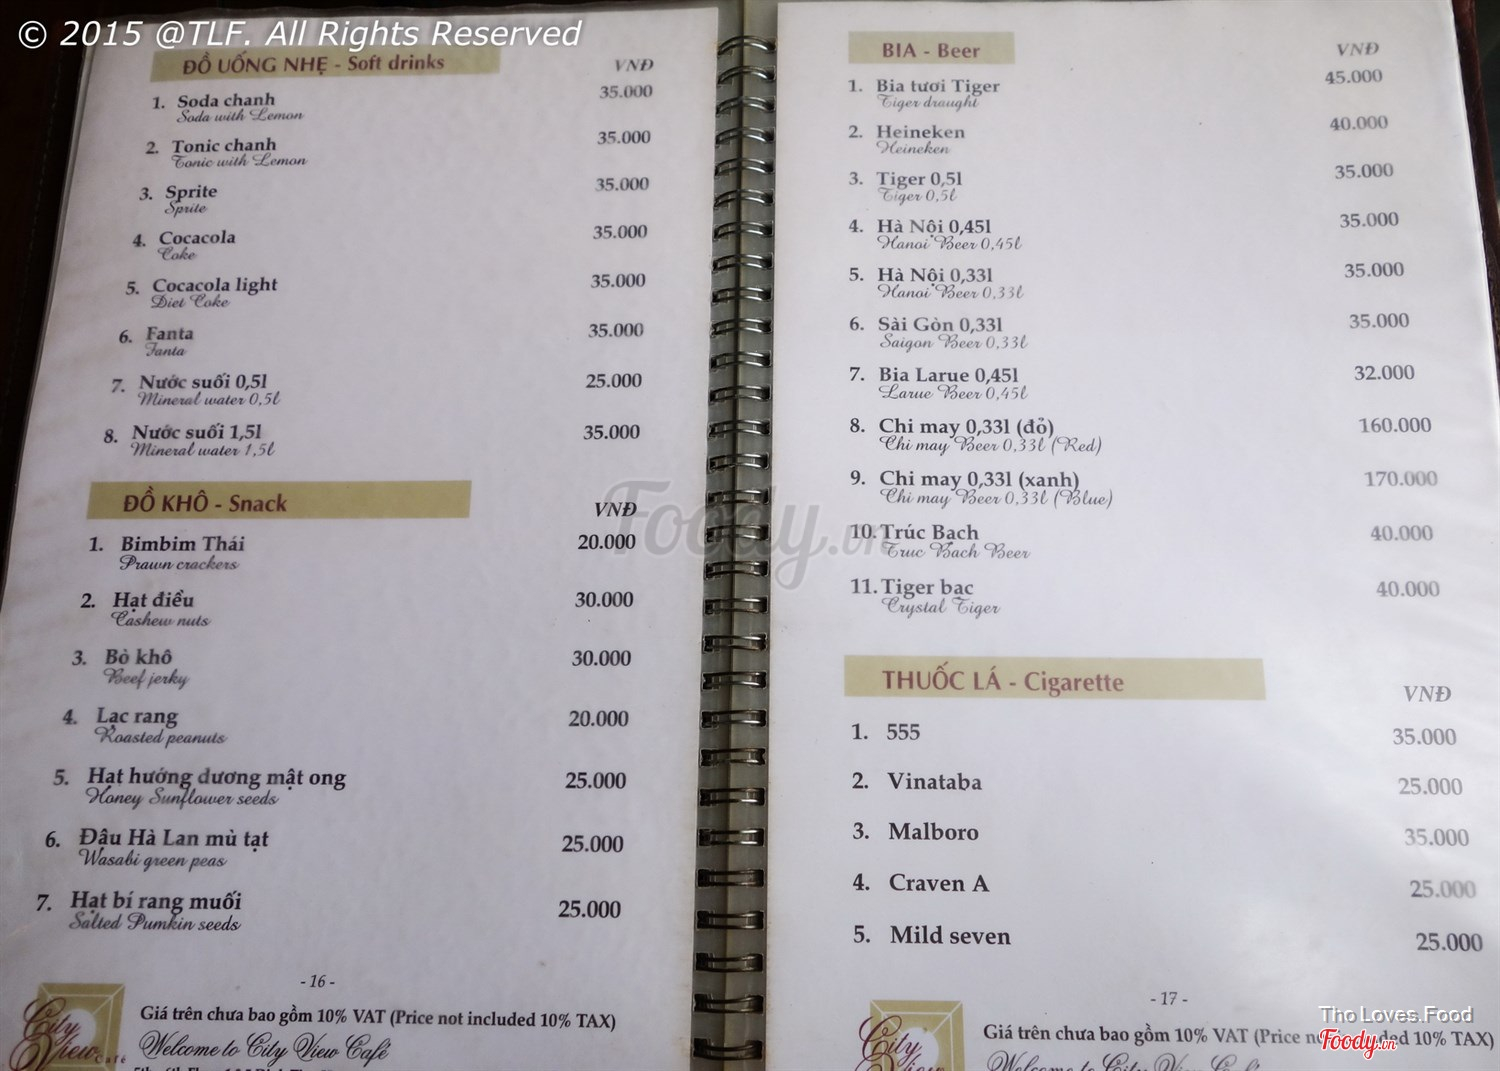 © 2015 @TLF. All Rights Reserved
ĐỒ UỐNG NHẸ - Soft drinks
VNĐ
1. Soda chanh 35.000
Soda with Lemon
2. Tonic chanh 35.000
Tonic with Lemon
3. Sprite 35.000
Sprite
4. Cocacola 35.000
Coke
5. Cocacola light 35.000
Diet Coke
6. Fanta 35.000
Fanta
7. Nước suối 0,5l 25.000
Mineral water 0,5l
8. Nước suối 1,5l 35.000
Mineral water 1,5l
ĐỒ KHÔ - Snack
VNĐ
1. Bimbim Thái 20.000
Prawn crackers
2. Hạt điều 30.000
Cashew nuts
3. Bò khô 30.000
Beef jerky
4. Lạc rang 20.000
Roasted peanuts
5. Hạt hướng dương mật ong 25.000
Honey Sunflower seeds
6. Đậu Hà Lan mù tạt 25.000
Wasabi green peas
7. Hạt bí rang muối 25.000
Salted Pumkin seeds
- 16 -
City View Café
Giá trên chưa bao gồm 10% VAT (Price not included 10% TAX)
Welcome to City View Café
BIA - Beer
VNĐ
1. Bia tươi Tiger 45.000
Tiger draught
2. Heineken 40.000
Heineken
3. Tiger 0,5l 35.000
Tiger 0,5l
4. Hà Nội 0,45l 35.000
Hanoi Beer 0,45l
5. Hà Nội 0,33l 35.000
Hanoi Beer 0,33l
6. Sài Gòn 0,33l 35.000
Saigon Beer 0,33l
7. Bia Larue 0,45l 32.000
Larue Beer 0,45l
8. Chi may 0,33l (đỏ) 160.000
Chi may Beer 0,33l (Red)
9. Chi may 0,33l (xanh) 170.000
Chi may Beer 0,33l (Blue)
10. Trúc Bạch 40.000
Truc Bach Beer
11. Tiger bạc 40.000
Crystal Tiger
THUỐC LÁ - Cigarette
VNĐ
1. 555 35.000
2. Vinataba 25.000
3. Malboro 35.000
4. Craven A 25.000
5. Mild seven 25.000
- 17 -
City View
Giá trên chưa bao gồm 10% VAT (Price not included 10% TAX)
Welcome to City View Café
Foody.vn
Tho.Loves.Food
Foody.vn